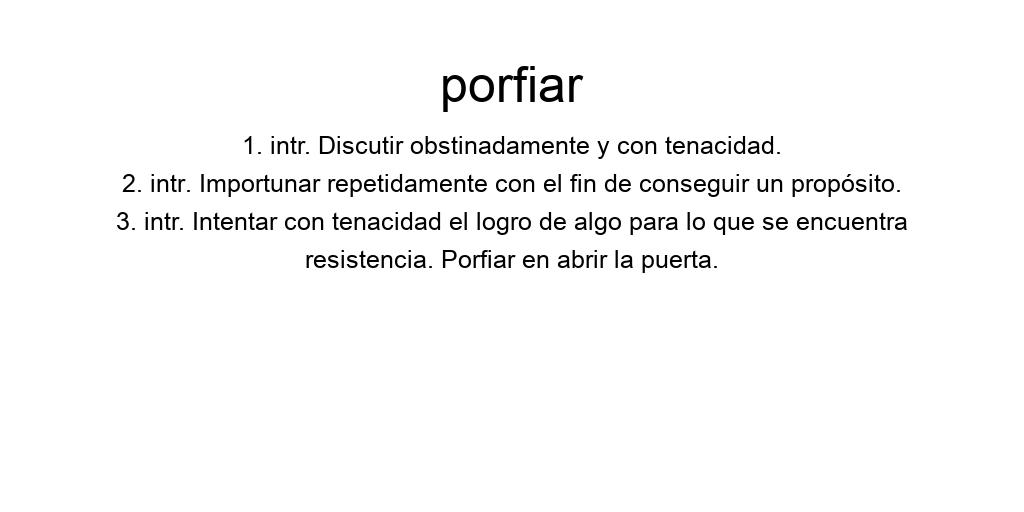 porfiar
1. intr. Discutir obstinadamente y con tenacidad.
2. intr. Importunar repetidamente con el fin de conseguir un propósito.
3. intr. Intentar con tenacidad el logro de algo para lo que se encuentra
resistencia. Porfiar en abrir la puerta.